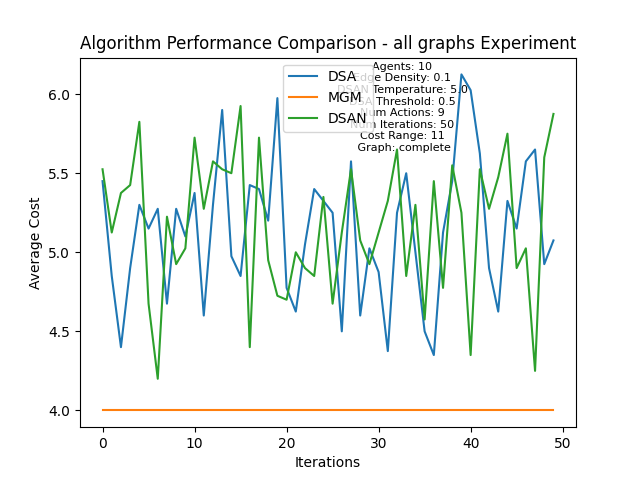 Algorithm Performance Comparison - all graphs Experiment
Agents: 10
Edge Density: 0.1
DSAN Temperature: 5.0
DSA Threshold: 0.5
Num Actions: 9
Num Iterations: 50
Cost Range: 11
Graph: complete
DSA
MGM
DSAN
Average Cost
6.0
5.5
5.0
4.5
4.0
0 10 20 30 40 50
Iterations